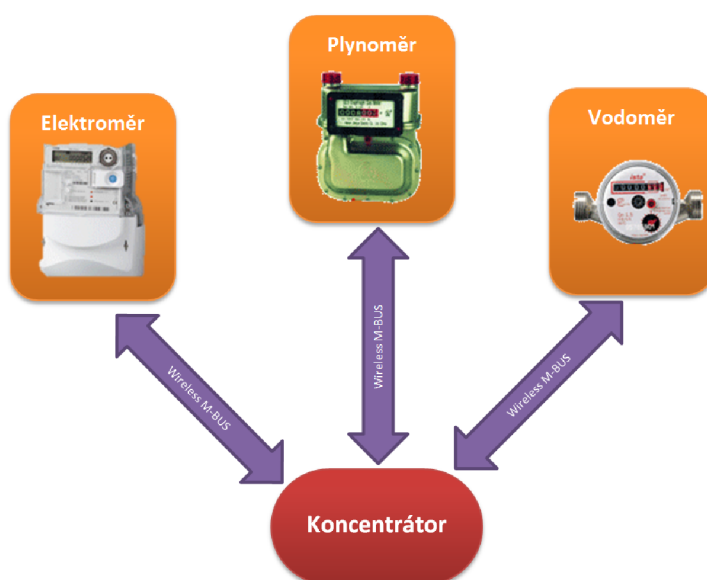 Plynoměr
Elektroměr
Vodoměr
Wireless M-BUS
Wireless M-BUS
Wireless M-BUS
Koncentrátor